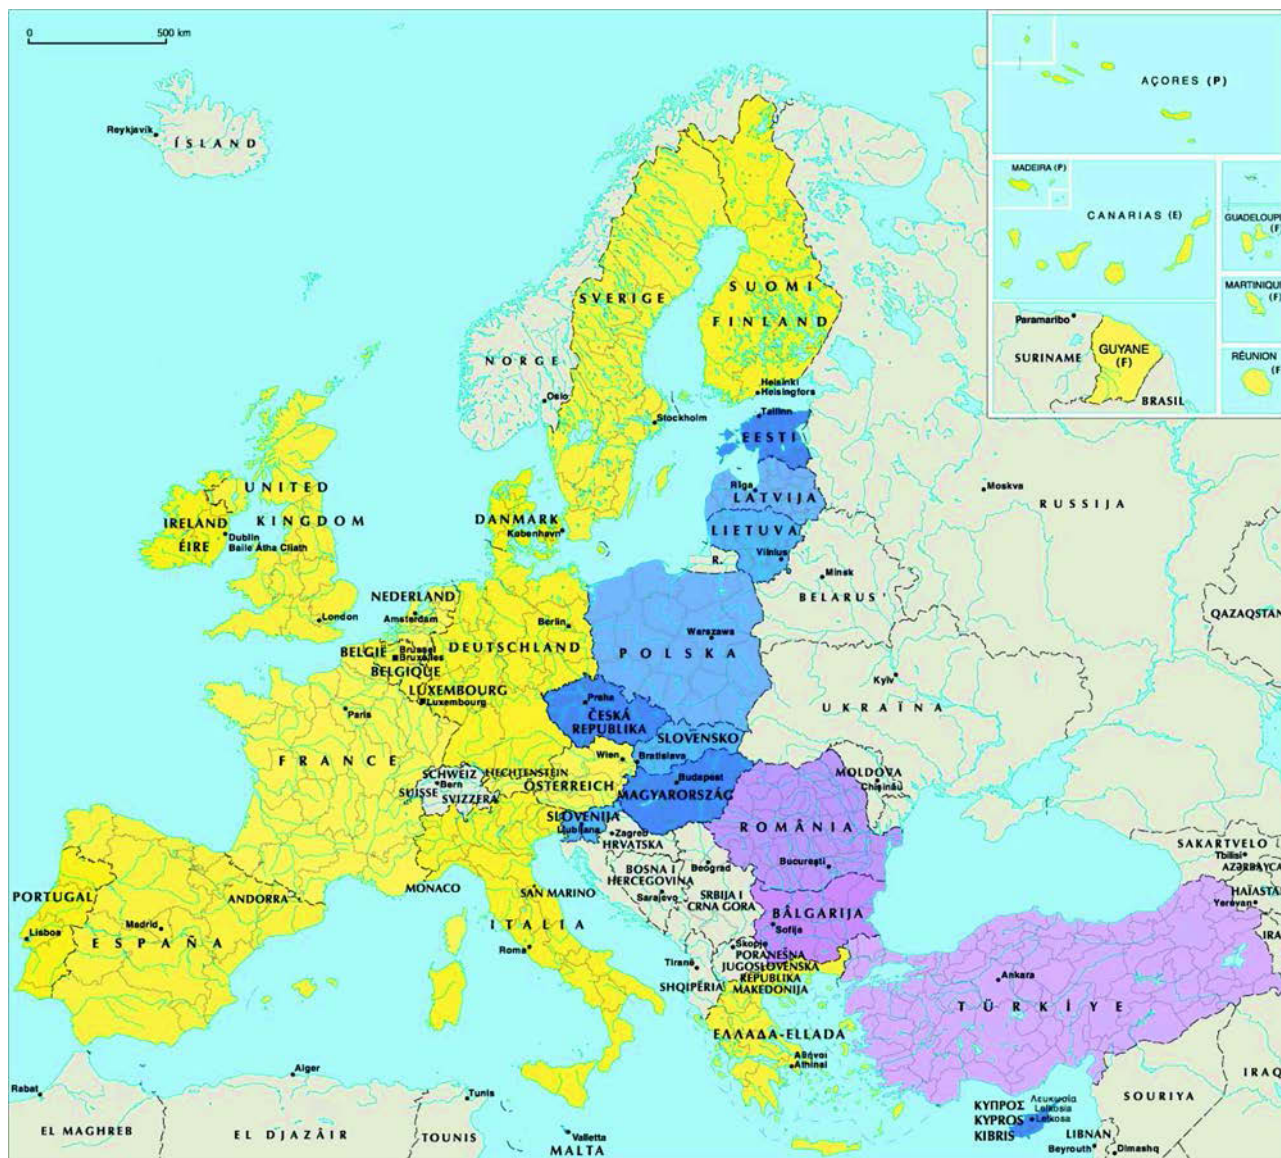 0 500 km
AÇORES (P)
MADEIRA (P)
CANARIAS (E)
GUADELOUPE
(F)
MARTINIQUE
(F)
RÉUNION
(F)
Paramaribo
SURINAME
GUYANE
(F)
BRASIL
Reykjavík
ÍSLAND
SVERIGE
SUOMI
FINLAND
NORGE
Oslo
Helsinki
Helsingfors
Stockholm
Tallinn
EESTI
Rīga
LATVIJA
LIETUVA
Vilnius
R.
Moskva
RUSSIJA
UNITED
KINGDOM
IRELAND
ÉIRE
Dublin
Baile Átha Cliath
London
DANMARK
København
Minsk
BELARUS'
QAZAQSTAN
NEDERLAND
Amsterdam
Berlin
DEUTSCHLAND
BELGIË
Brussel
Bruxelles
BELGIQUE
LUXEMBOURG
Luxembourg
Warszawa
POLSKA
Kyïv
UKRAÏNA
Paris
FRANCE
Praha
ČESKÁ
REPUBLIKA
SLOVENSKO
Bratislava
Wien
ÖSTERREICH
LIECHTENSTEIN
SCHWEIZ
Bern
SUISSE
SVIZZERA
Budapest
MAGYARORSZÁG
MOLDOVA
Chişinău
SLOVENIJA
Ljubljana
Zagreb
HRVATSKA
ROMÂNIA
Bucureşti
BOSNA I
HERCEGOVINA
Sarajevo
Beograd
SRBIJA I
CRNA GORA
BĂLGARIJA
Sofija
SAKARTVELO
Tbilisi
HAÏASTAN
Yerevan
PORTUGAL
Lisboa
Madrid
ESPAÑA
ANDORRA
MONACO
SAN MARINO
ITALIA
Roma
Skopje
PORANEŠNA
JUGOSLOVENSKA
REPUBLIKA
MAKEDONIJA
Tiranë
SHQIPËRIA
Ankara
TÜRKİYE
ΕΛΛΑΔΑ-ELLADA
Athinai
ΚΥΠΡΟΣ
KYPROS
KIBRIS
Λευκωσία
Lefkosia
Lefkosa
SOURIYA
IRAQ
LIBNAN
Beyrouth
Dimashq
Rabat
EL MAGHREB
Alger
EL DJAZÂIR
Tunis
TOUNIS
Valletta
MALTA